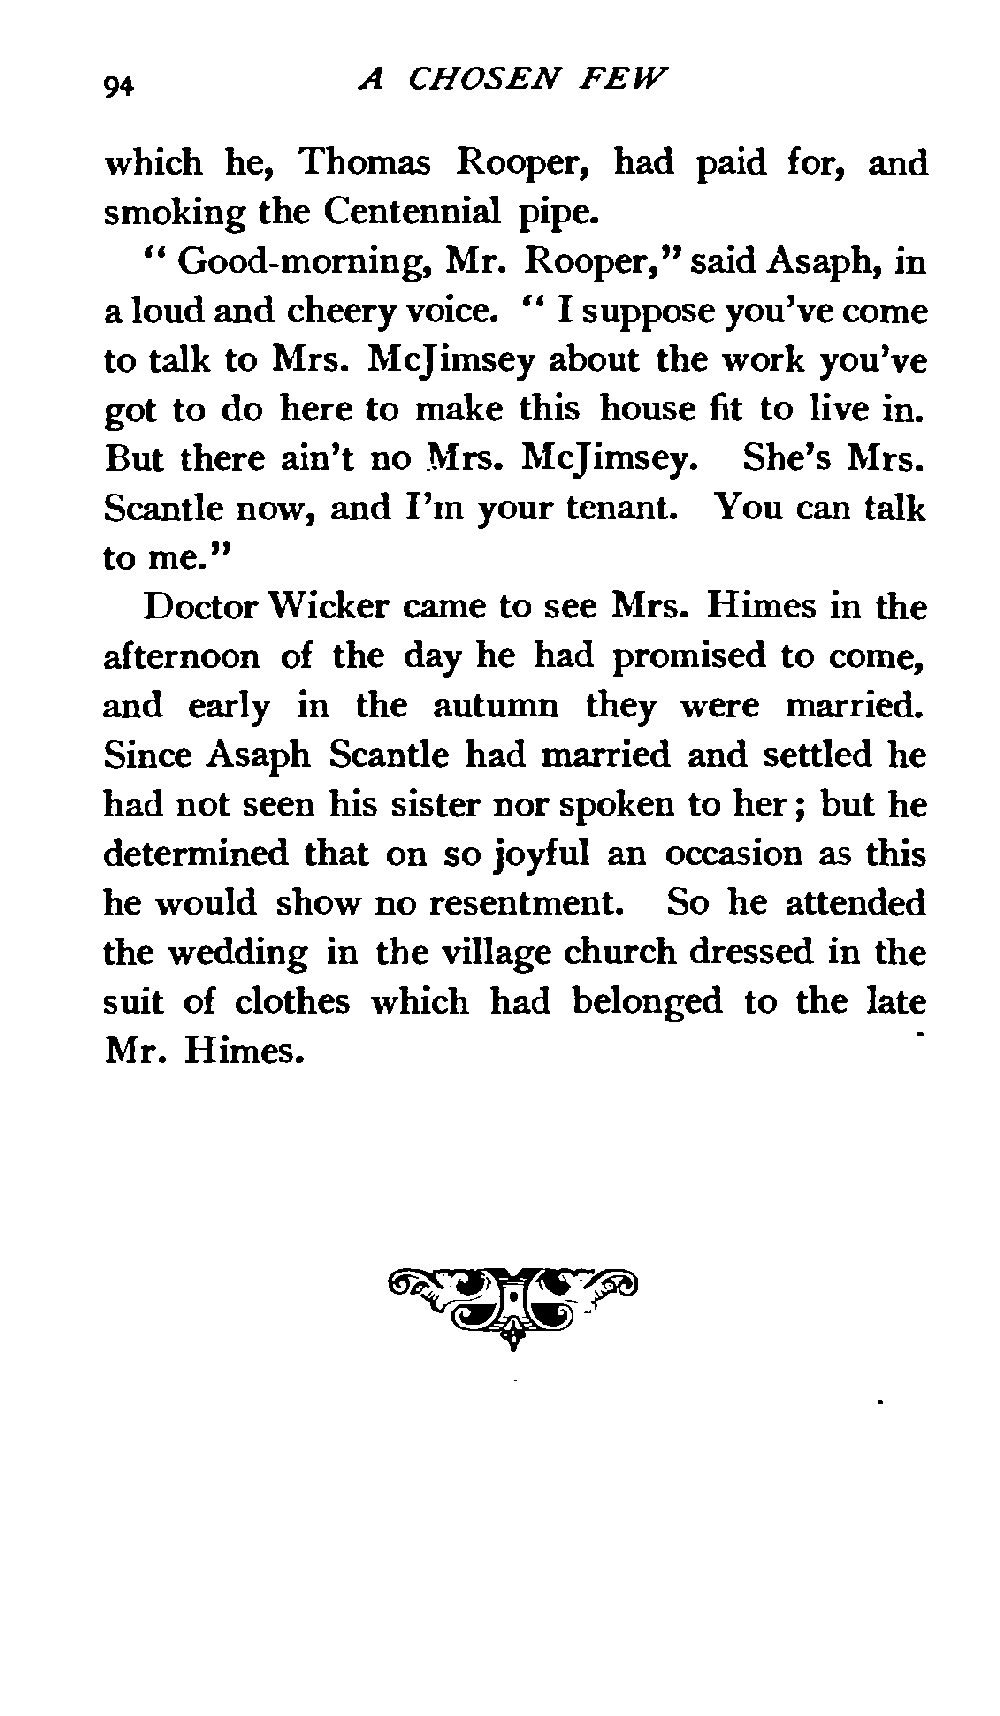 94 A CHOSEN FEW
which he, Thomas Rooper, had paid for, and
smoking the Centennial pipe.
“ Good-morning, Mr. Rooper,” said Asaph, in
a loud and cheery voice. “ I suppose you’ve come
to talk to Mrs. McJimsey about the work you’ve
got to do here to make this house fit to live in.
But there ain’t no Mrs. McJimsey. She’s Mrs.
Scantle now, and I’m your tenant. You can talk
to me.”
Doctor Wicker came to see Mrs. Himes in the
afternoon of the day he had promised to come,
and early in the autumn they were married.
Since Asaph Scantle had married and settled he
had not seen his sister nor spoken to her ; but he
determined that on so joyful an occasion as this
he would show no resentment. So he attended
the wedding in the village church dressed in the
suit of clothes which had belonged to the late
Mr. Himes.